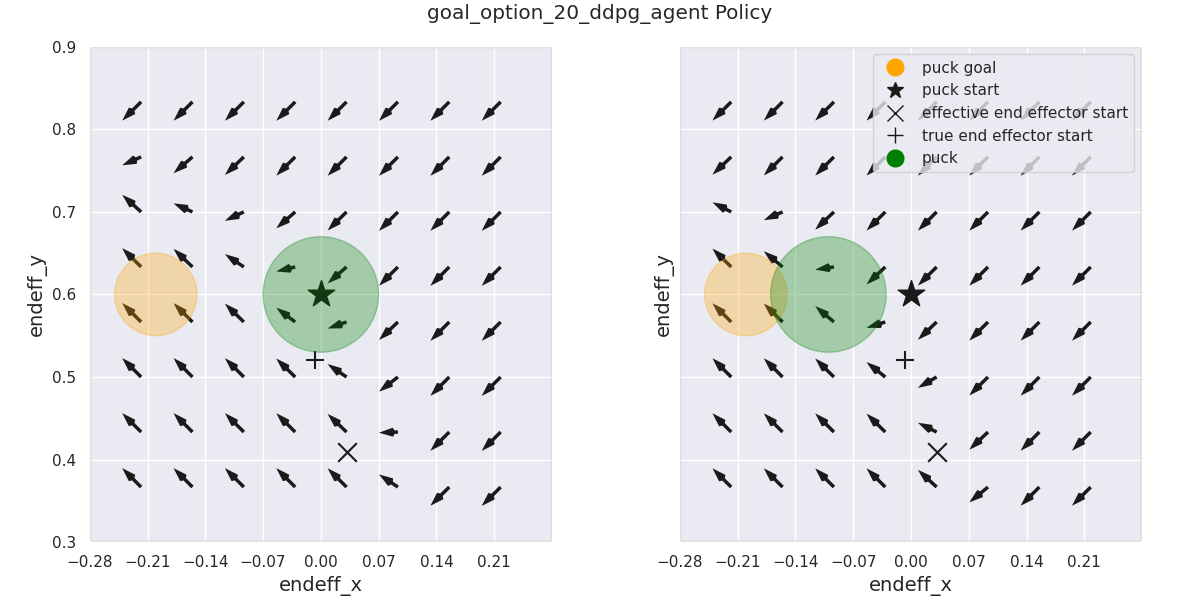 goal_option_20_ddpg_agent Policy
0.9
0.8
0.7
0.6
0.5
0.4
0.3
endeff_y
−0.28 −0.21 −0.14 −0.07 0.00 0.07 0.14 0.21
endeff_x
puck goal
puck start
effective end effector start
true end effector start
puck
endeff_y
−0.28 −0.21 −0.14 −0.07 0.00 0.07 0.14 0.21
endeff_x